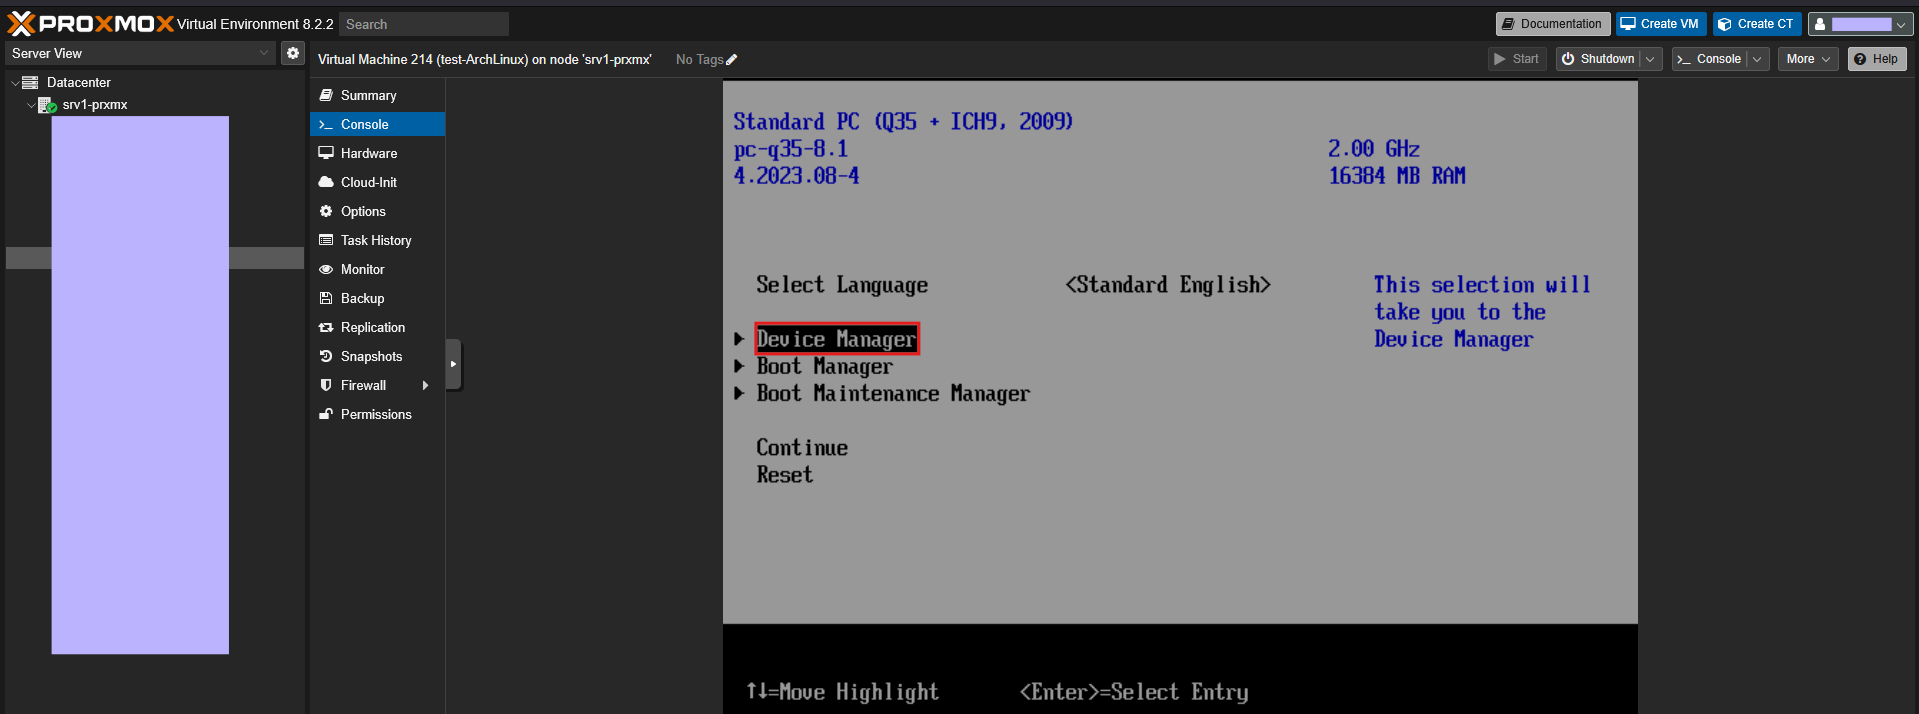 PROXMOX Virtual Environment 8.2.2 Search Documentation Create VM Create CT
Server View
Virtual Machine 214 (test-ArchLinux) on node 'srv1-prxmx' No Tags Start Shutdown Console More Help
Datacenter
srv1-prxmx
Summary
Console
Hardware
Cloud-Init
Options
Task History
Monitor
Backup
Replication
Snapshots
Firewall
Permissions
Standard PC (Q35 + ICH9, 2009)
pc-q35-8.1 2.00 GHz
4.2023.08-4 16384 MB RAM
Select Language <Standard English> This selection will
take you to the
Device Manager Device Manager
Boot Manager
Boot Maintenance Manager
Continue
Reset
↑↓=Move Highlight <Enter>=Select Entry